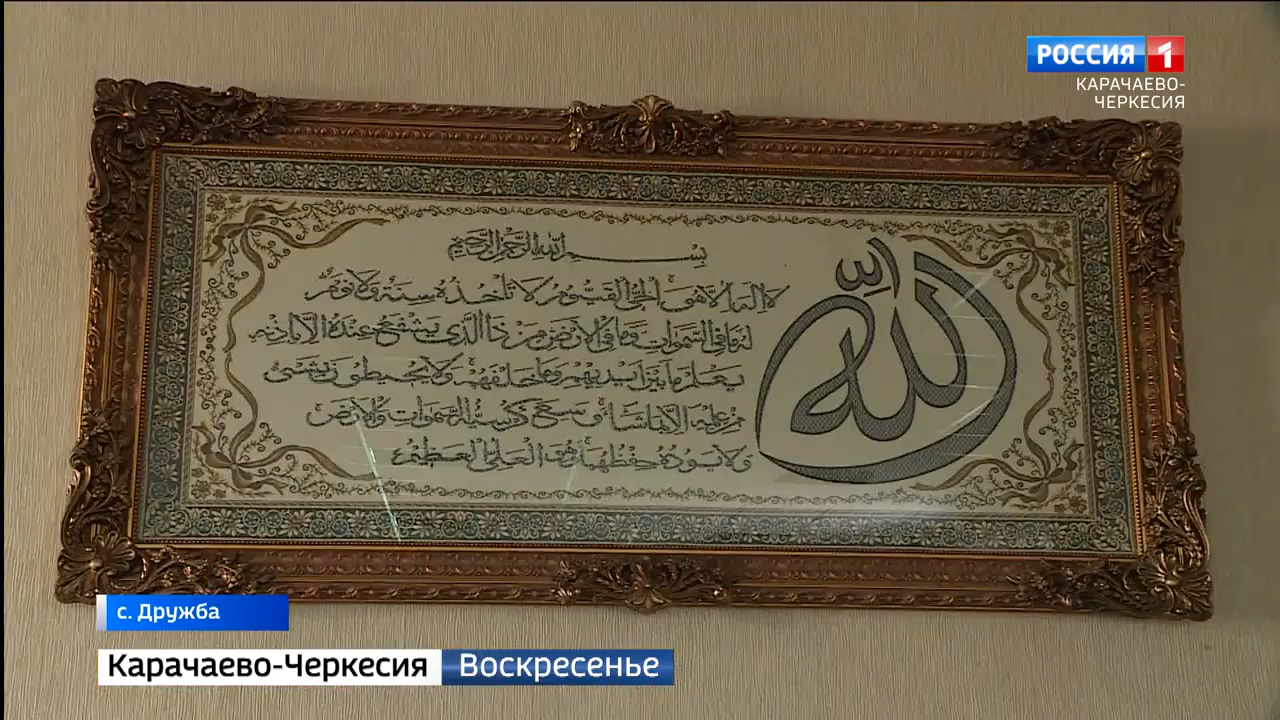 РОССИЯ 1
КАРАЧАЕВО-
ЧЕРКЕСИЯ
بسم الله الرحمن الرحيم
الله
لا اله الا هو الحي القيوم لا تأخذه سنة ولا نوم
له ما في السموات وما في الارض من ذا الذي يشفع عنده الا باذنه
يعلم ما بين ايديهم وما خلفهم ولا يحيطون بشيء
من علمه الا بما شاء وسع كرسيه السموات والارض
ولا يؤده حفظهما وهو العلي العظيم
с. Дружба
Карачаево-Черкесия Воскресенье